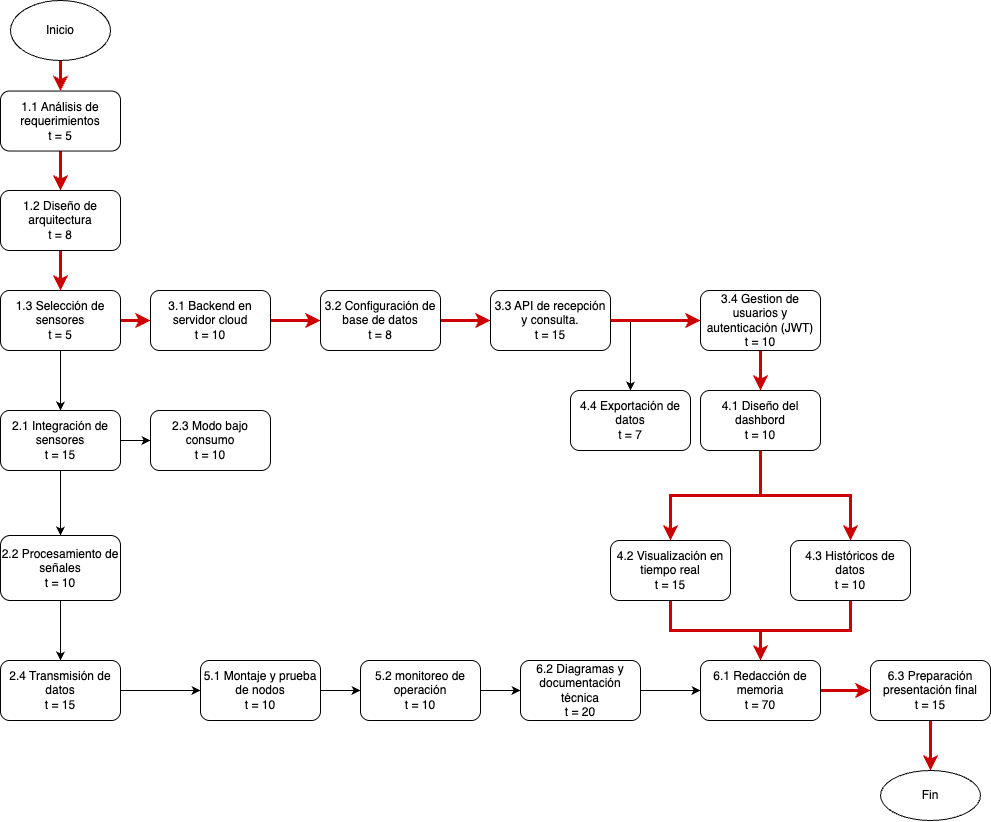 Inicio
1.1 Análisis de
requerimientos
t = 5
1.2 Diseño de
arquitectura
t = 8
1.3 Selección de
sensores
t = 5
3.1 Backend en
servidor cloud
t = 10
3.2 Configuración de
base de datos
t = 8
3.3 API de recepción
y consulta.
t = 15
3.4 Gestion de
usuarios y
autenticación (JWT)
t = 10
2.1 Integración de
sensores
t = 15
2.3 Modo bajo
consumo
t = 10
4.4 Exportación de
datos
t = 7
4.1 Diseño del
dashbord
t = 10
2.2 Procesamiento de
señales
t = 10
4.2 Visualización en
tiempo real
t = 15
4.3 Históricos de
datos
t = 10
2.4 Transmisión de
datos
t = 15
5.1 Montaje y prueba
de nodos
t = 10
5.2 monitoreo de
operación
t = 10
6.2 Diagramas y
documentación
técnica
t = 20
6.1 Redacción de
memoria
t = 70
6.3 Preparación
presentación final
t = 15
Fin